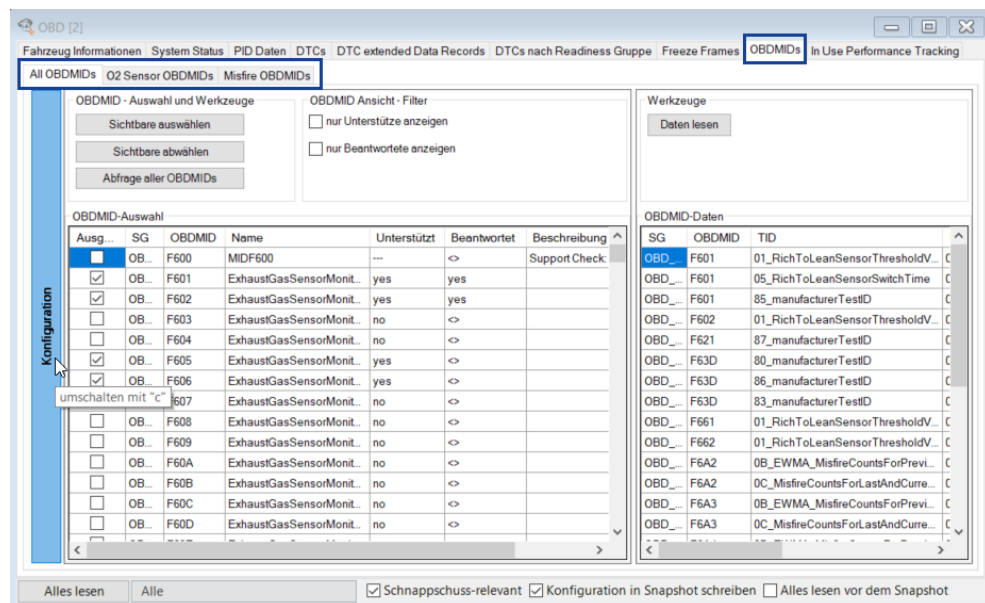 OBD [2]
Fahrzeug Informationen System Status PID Daten DTCs DTC extended Data Records DTCs nach Readiness Gruppe Freeze Frames OBDMIDs In Use Performance Tracking
All OBDMIDs O2 Sensor OBDMIDs Misfire OBDMIDs
Konfiguration
umschalten mit "c"
OBDMID - Auswahl und Werkzeuge
Sichtbare auswählen
Sichtbare abwählen
Abfrage aller OBDMIDs
OBDMID Ansicht - Filter
nur Unterstütze anzeigen
nur Beantwortete anzeigen
OBDMID-Auswahl
Ausg... SG OBDMID Name Unterstützt Beantwortet Beschreibung
OB... F600 MIDF600 --- <> Support Check:
OB... F601 ExhaustGasSensorMonit... yes yes
OB... F602 ExhaustGasSensorMonit... yes yes
OB... F603 ExhaustGasSensorMonit... no <>
OB... F604 ExhaustGasSensorMonit... no <>
OB... F605 ExhaustGasSensorMonit... yes <>
OB... F606 ExhaustGasSensorMonit... yes <>
F607 ExhaustGasSensorMonit... no <>
OB... F608 ExhaustGasSensorMonit... no <>
OB... F609 ExhaustGasSensorMonit... no <>
OB... F60A ExhaustGasSensorMonit... no <>
OB... F60B ExhaustGasSensorMonit... no <>
OB... F60C ExhaustGasSensorMonit... no <>
OB... F60D ExhaustGasSensorMonit... no <>
Werkzeuge
Daten lesen
OBDMID-Daten
SG OBDMID TID
OBD_... F601 01_RichToLeanSensorThresholdV...
OBD_... F601 05_RichToLeanSensorSwitchTime
OBD_... F601 85_manufacturerTestID
OBD_... F602 01_RichToLeanSensorThresholdV...
OBD_... F621 87_manufacturerTestID
OBD_... F63D 80_manufacturerTestID
OBD_... F63D 86_manufacturerTestID
OBD_... F63D 83_manufacturerTestID
OBD_... F661 01_RichToLeanSensorThresholdV...
OBD_... F662 01_RichToLeanSensorThresholdV...
OBD_... F6A2 0B_EWMA_MisfireCountsForPrevi...
OBD_... F6A2 0C_MisfireCountsForLastAndCurre...
OBD_... F6A3 0B_EWMA_MisfireCountsForPrevi...
OBD_... F6A3 0C_MisfireCountsForLastAndCurre...
Alles lesen Alle Schnappschuss-relevant Konfiguration in Snapshot schreiben Alles lesen vor dem Snapshot